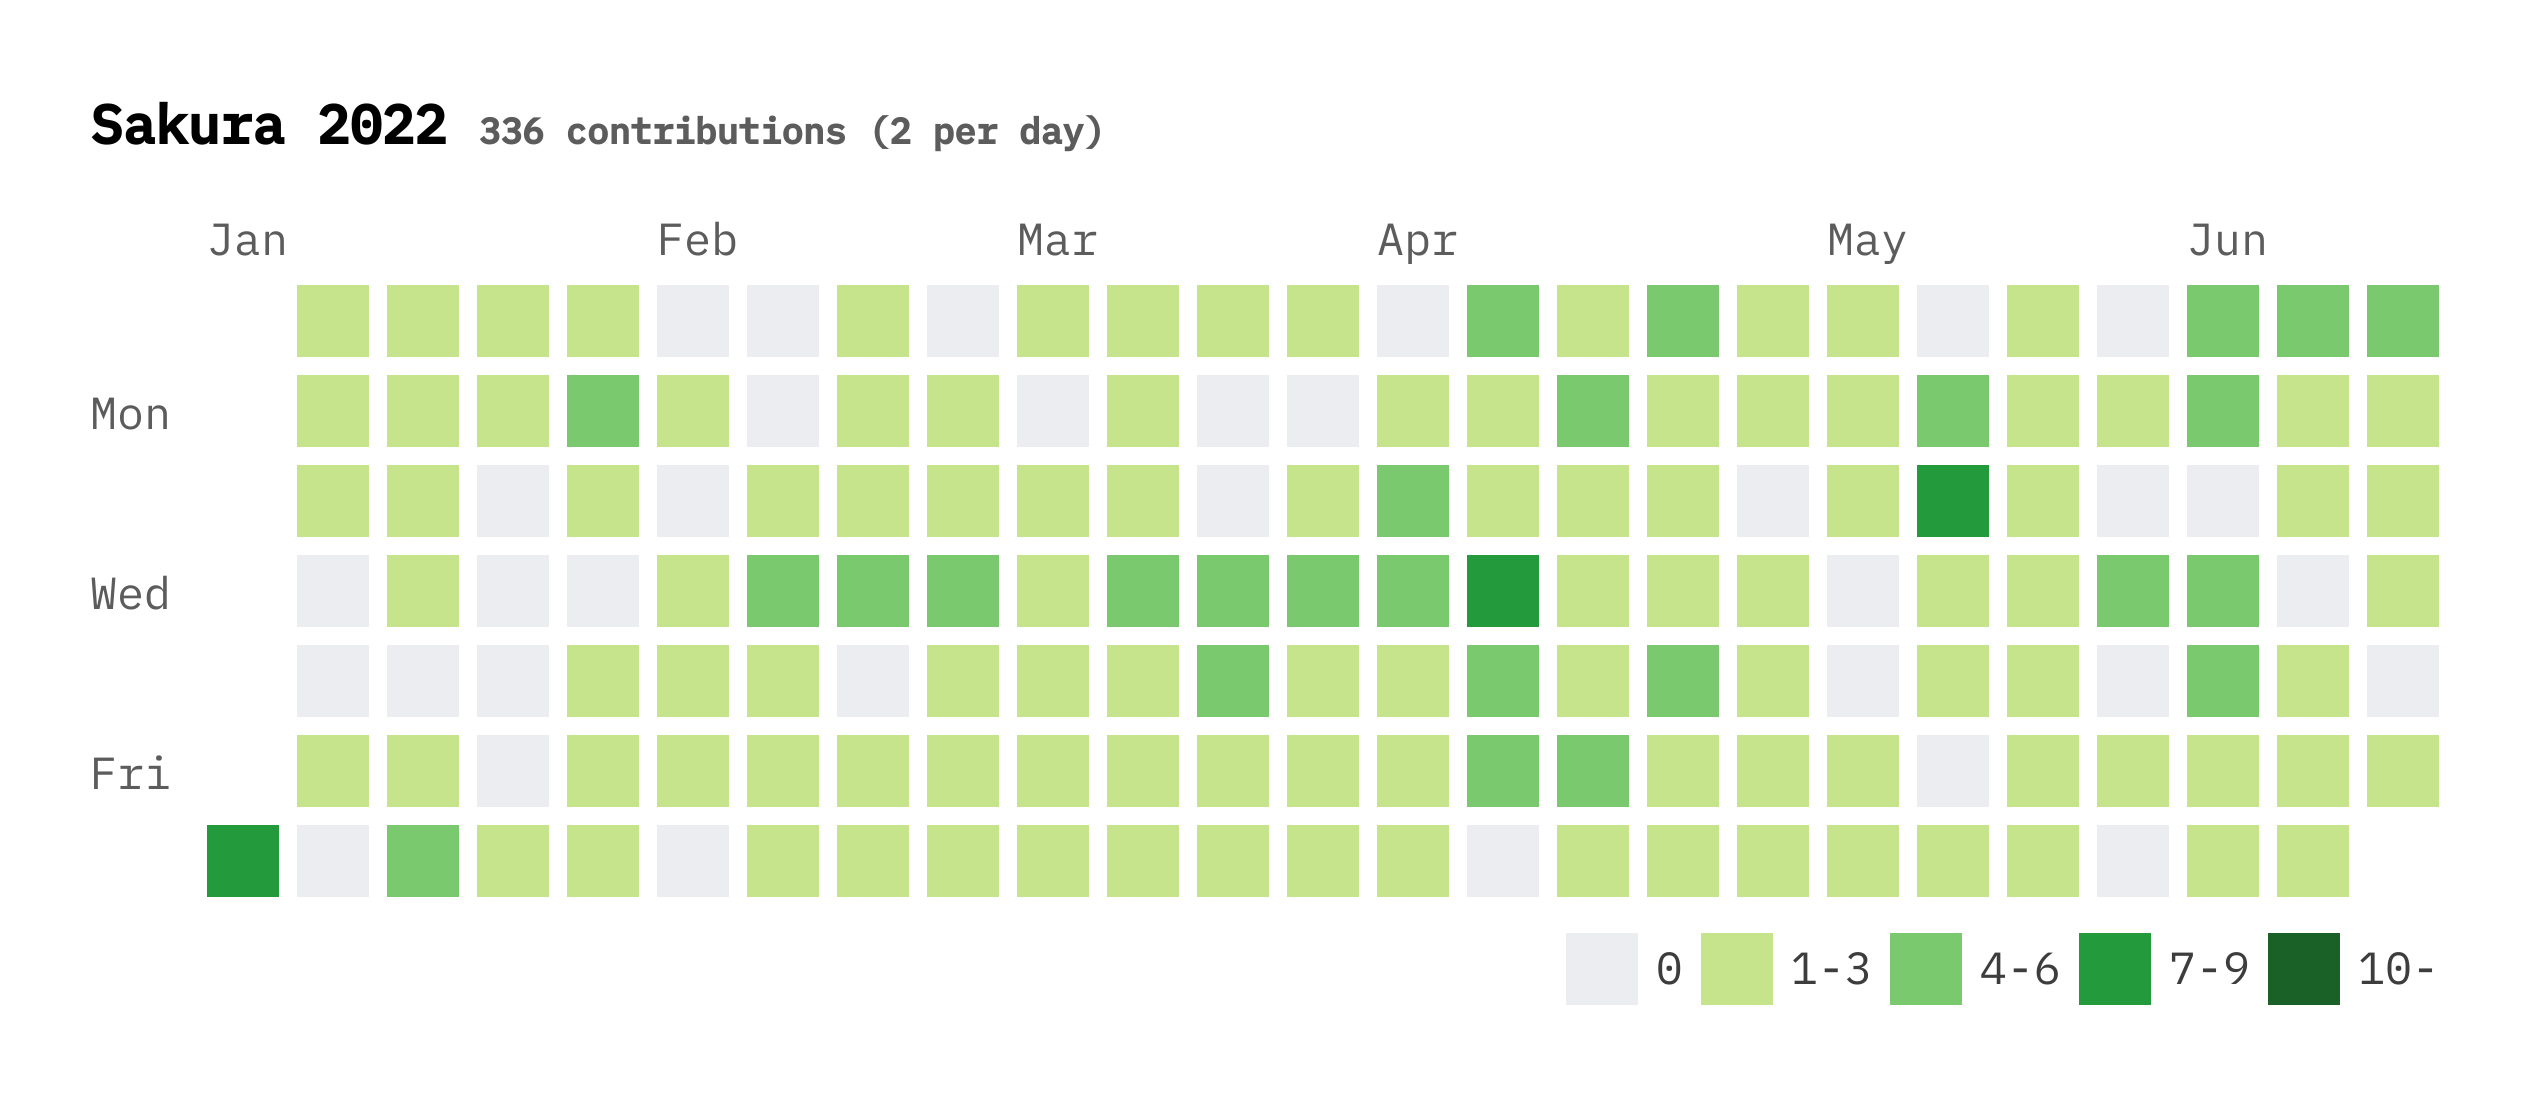 Sakura 2022 336 contributions (2 per day)
Jan Feb Mar Apr May Jun
Mon
Wed
Fri
0 1-3 4-6 7-9 10-